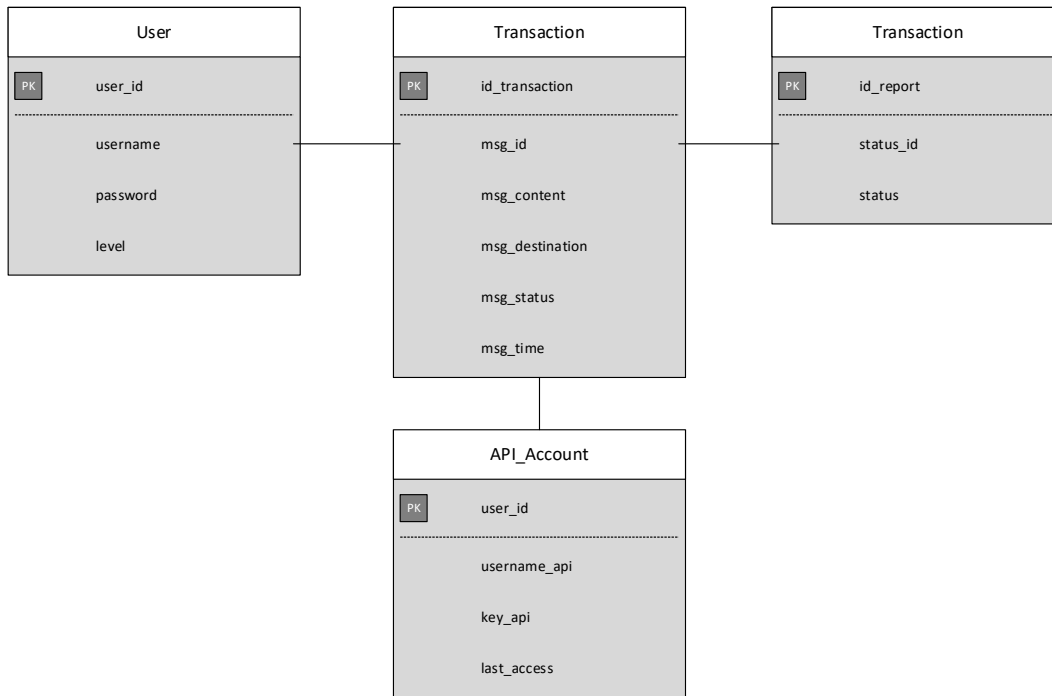 User
PK user_id
username
password
level
Transaction
PK id_transaction
msg_id
msg_content
msg_destination
msg_status
msg_time
Transaction
PK id_report
status_id
status
API_Account
PK user_id
username_api
key_api
last_access